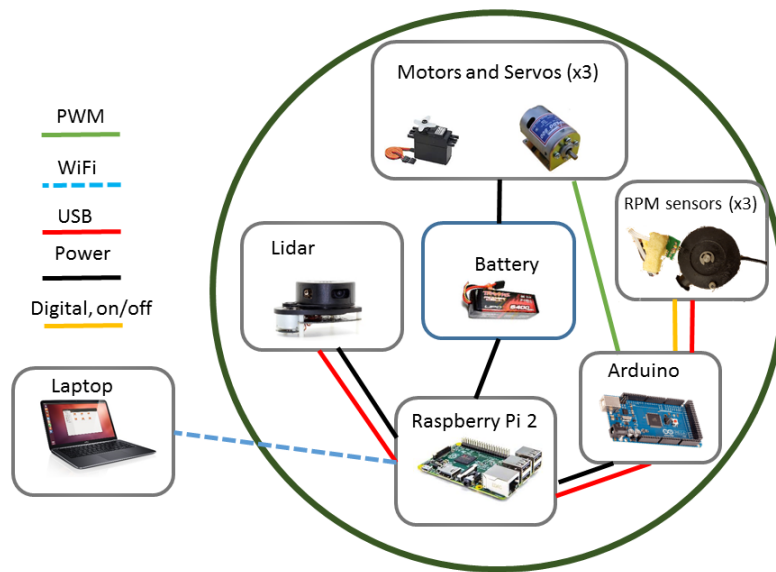 Motors and Servos (x3)
PWM
WiFi
USB
Power
Digital, on/off
RPM sensors (x3)
Lidar
Battery
Laptop
Arduino
Raspberry Pi 2